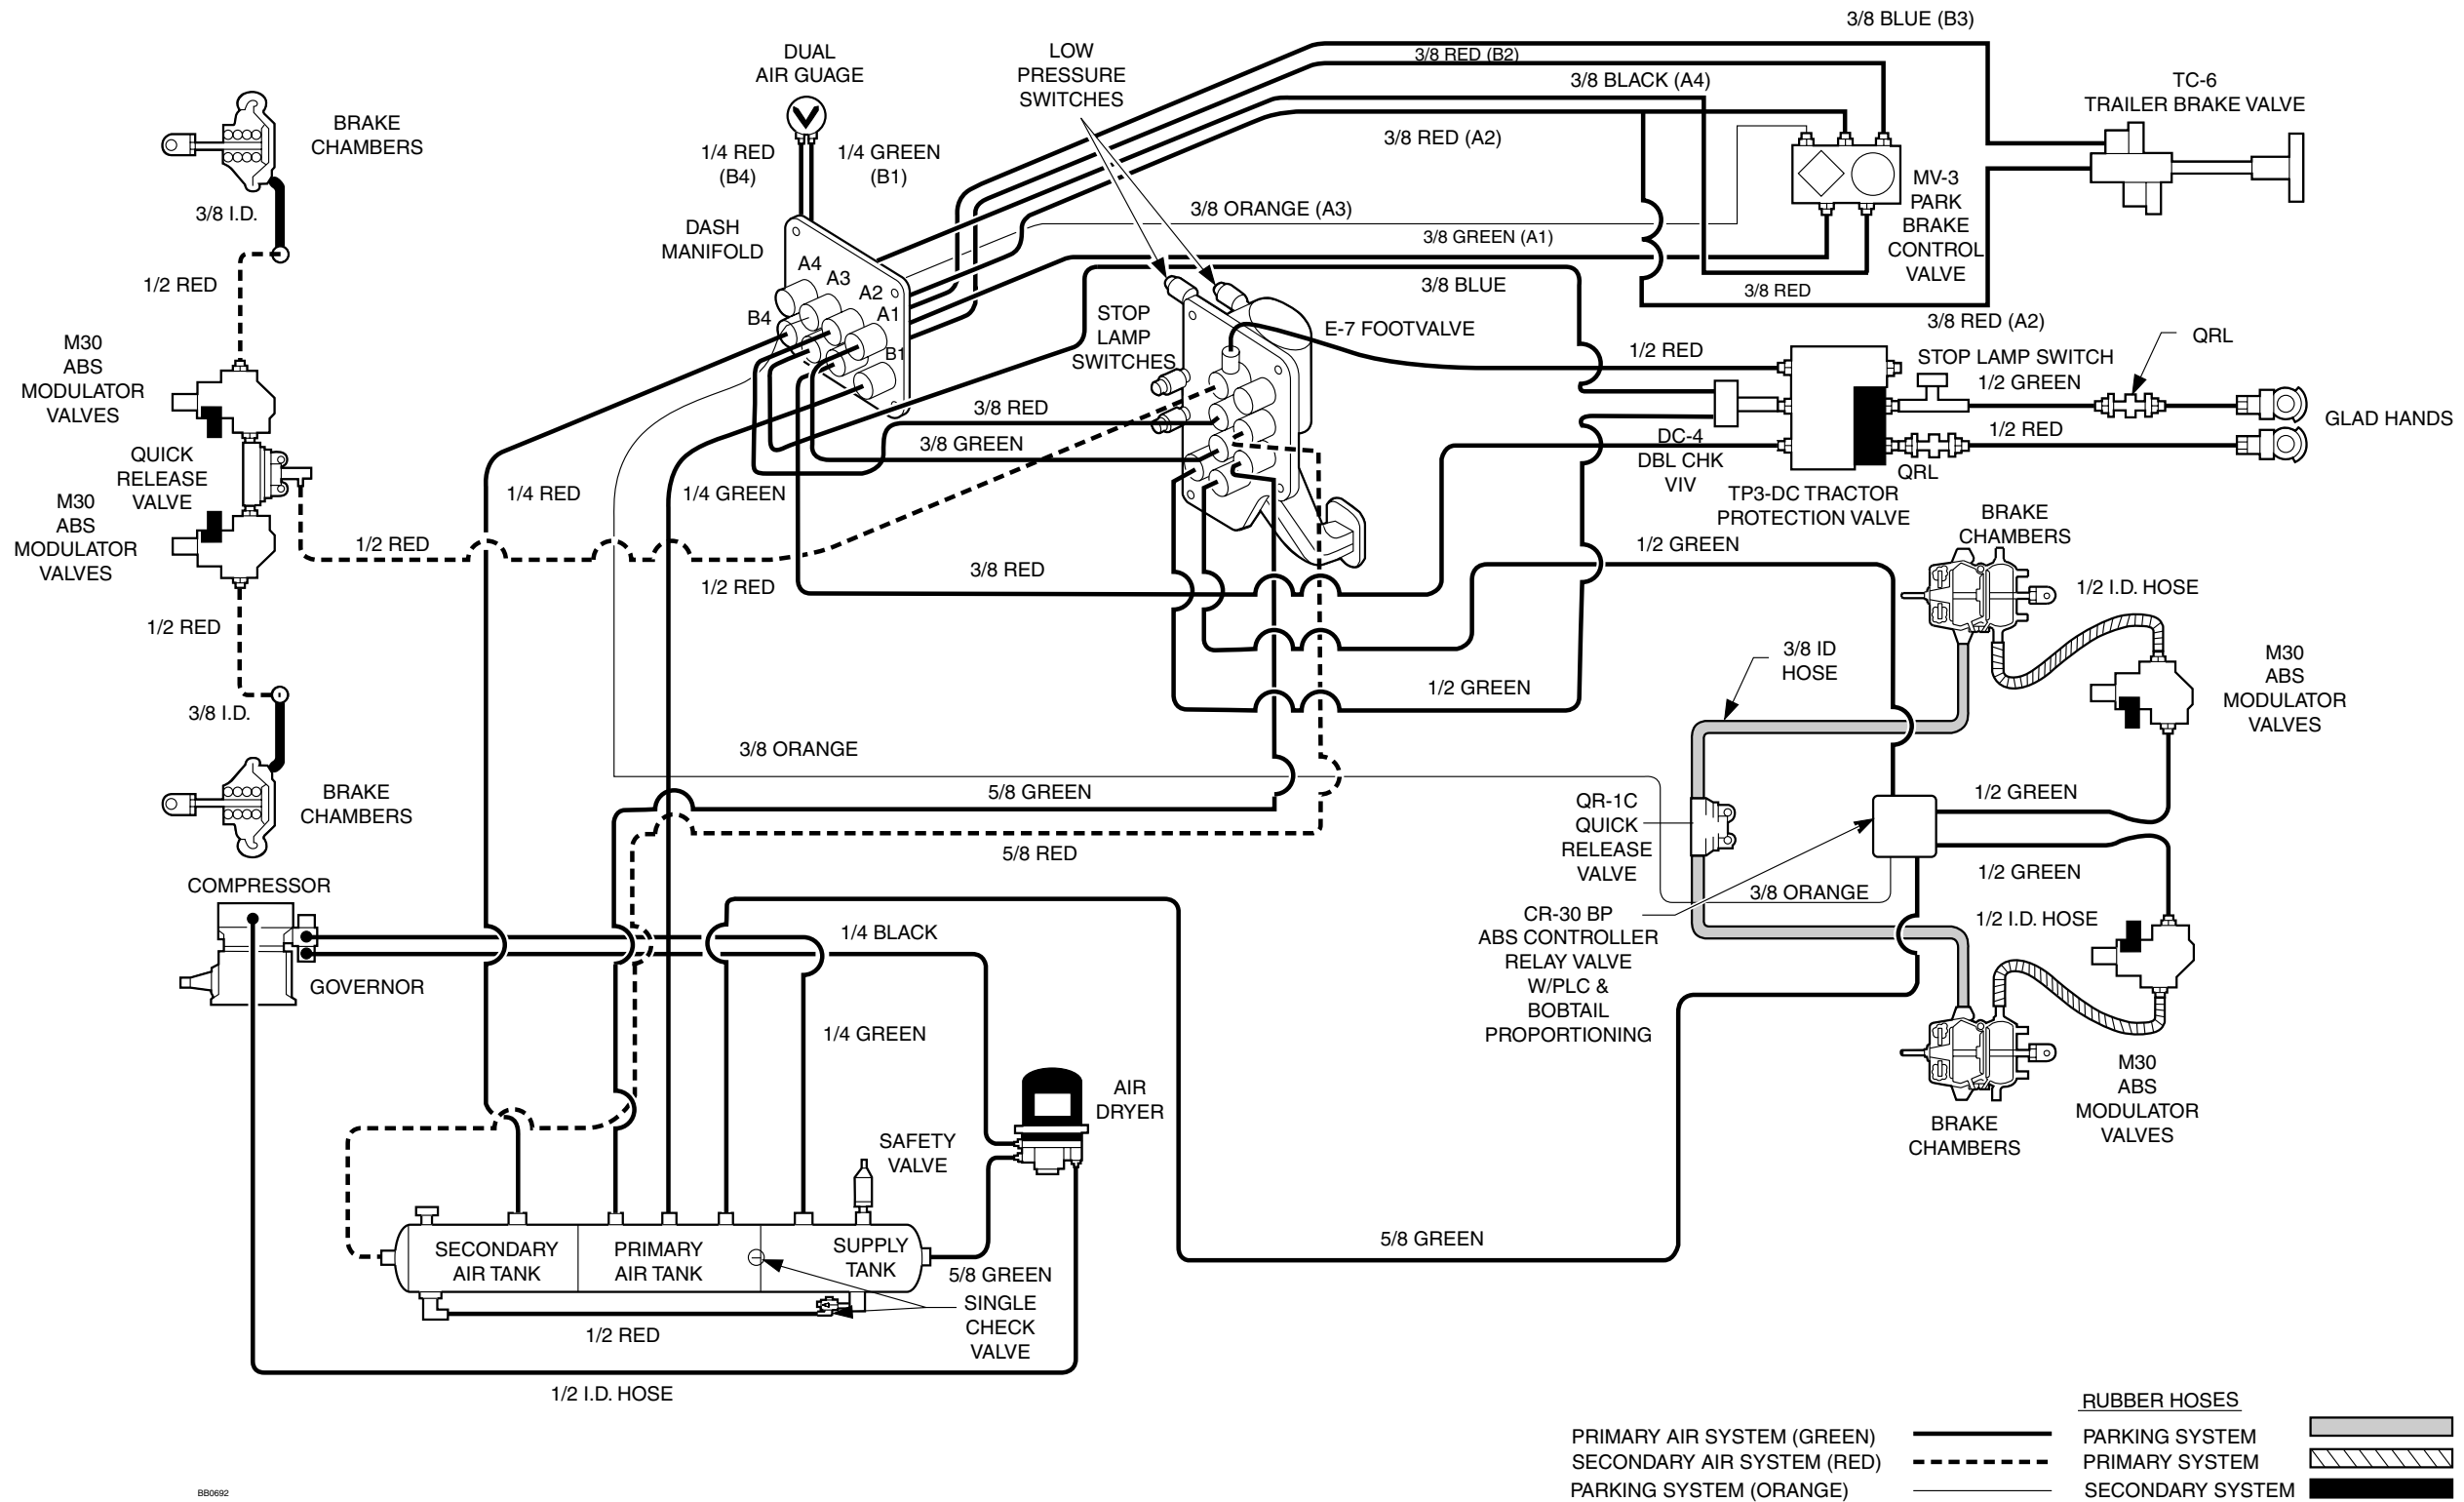 3/8 BLUE (B3)
DUAL
AIR GUAGE
LOW
PRESSURE
SWITCHES
3/8 RED (B2)
3/8 BLACK (A4)
TC-6
TRAILER BRAKE VALVE
BRAKE
CHAMBERS
1/4 RED
(B4)
1/4 GREEN
(B1)
3/8 RED (A2)
MV-3
PARK
BRAKE
CONTROL
VALVE
3/8 I.D.
DASH
MANIFOLD
3/8 ORANGE (A3)
3/8 GREEN (A1)
1/2 RED
A4
A3
A2
A1
B4
B1
3/8 BLUE
3/8 RED
3/8 RED (A2)
STOP
LAMP
SWITCHES
E-7 FOOTVALVE
1/2 RED
STOP LAMP SWITCH
1/2 GREEN
QRL
M30
ABS
MODULATOR
VALVES
3/8 RED
3/8 GREEN
DC-4
DBL CHK
VIV
1/2 RED
GLAD HANDS
QRL
QUICK
RELEASE
VALVE
1/4 RED
1/4 GREEN
TP3-DC TRACTOR
PROTECTION VALVE
M30
ABS
MODULATOR
VALVES
1/2 RED
1/2 RED
3/8 RED
1/2 GREEN
BRAKE
CHAMBERS
1/2 I.D. HOSE
1/2 RED
3/8 ID
HOSE
M30
ABS
MODULATOR
VALVES
1/2 GREEN
3/8 I.D.
3/8 ORANGE
5/8 GREEN
5/8 RED
BRAKE
CHAMBERS
QR-1C
QUICK
RELEASE
VALVE
1/2 GREEN
1/2 GREEN
3/8 ORANGE
COMPRESSOR
GOVERNOR
1/4 BLACK
CR-30 BP
ABS CONTROLLER
RELAY VALVE
W/PLC &
BOBTAIL
PROPORTIONING
1/2 I.D. HOSE
1/4 GREEN
AIR
DRYER
M30
ABS
MODULATOR
VALVES
BRAKE
CHAMBERS
SAFETY
VALVE
SECONDARY
AIR TANK
PRIMARY
AIR TANK
SUPPLY
TANK
5/8 GREEN
5/8 GREEN
SINGLE
CHECK
VALVE
1/2 RED
1/2 I.D. HOSE
RUBBER HOSES
PRIMARY AIR SYSTEM (GREEN)
PARKING SYSTEM
SECONDARY AIR SYSTEM (RED)
PRIMARY SYSTEM
PARKING SYSTEM (ORANGE)
SECONDARY SYSTEM
BB0692